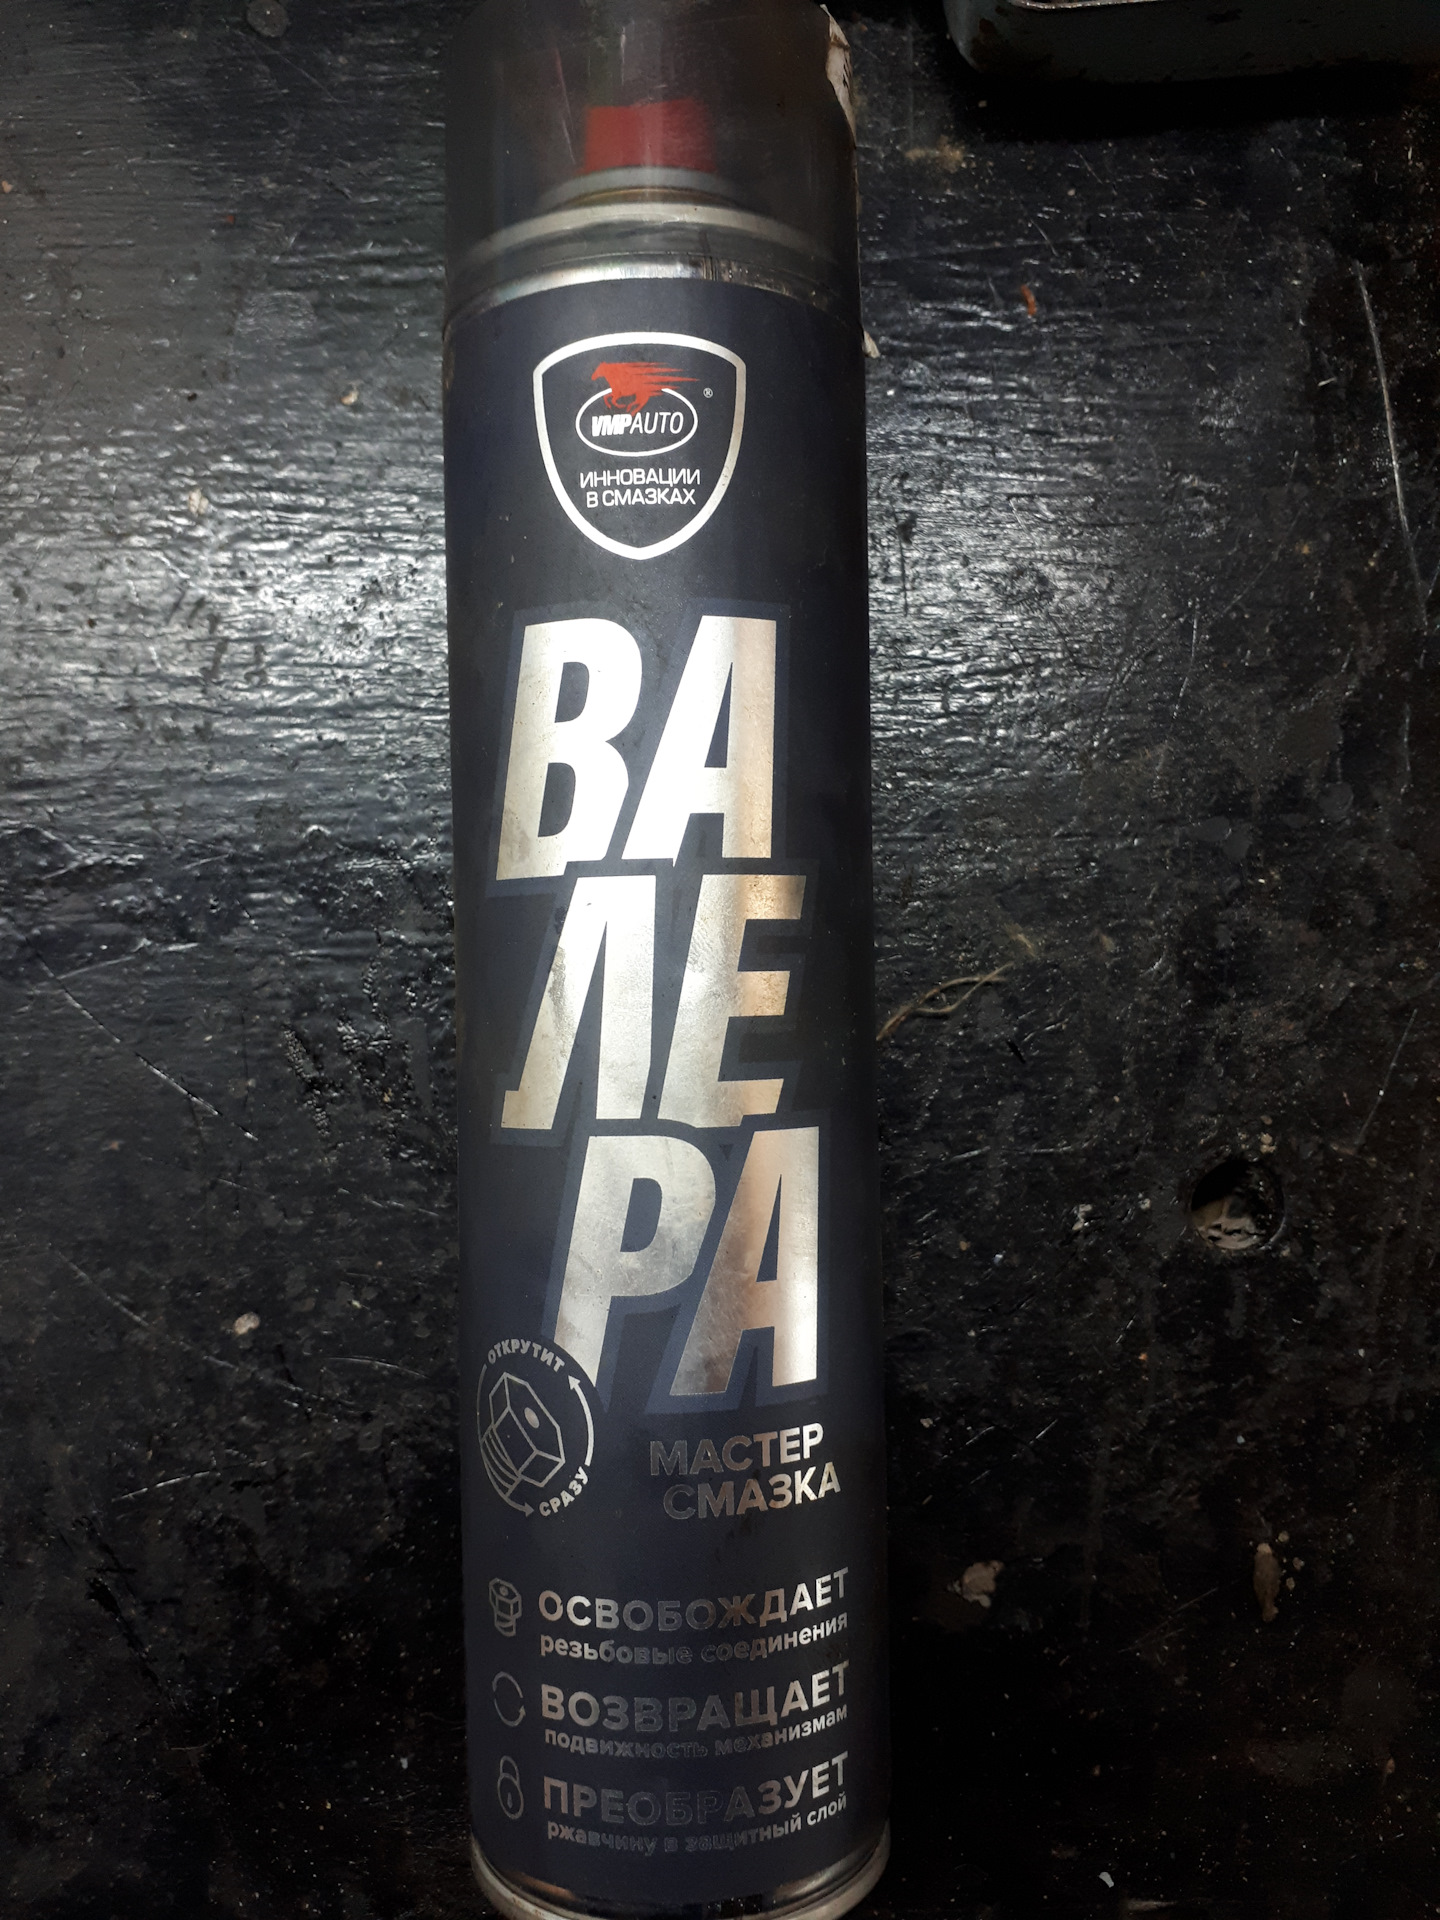 VMPAUTO ®
ИННОВАЦИИ
В СМАЗКАХ
ВА
ЛЕ
РА
ОТКРУТИТ
СРАЗУ
МАСТЕР
СМАЗКА
ОСВОБОЖДАЕТ
резьбовые соединения
ВОЗВРАЩАЕТ
подвижность механизмам
ПРЕОБРАЗУЕТ
ржавчину в защитный слой